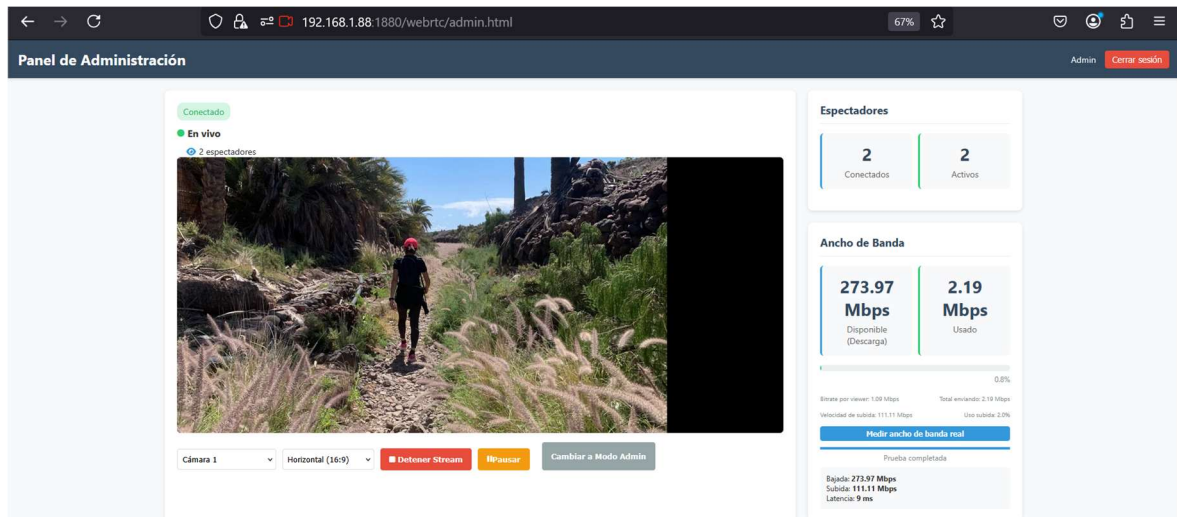 192.168.1.88:1880/webrtc/admin.html
67%
Panel de Administración
Admin
Cerrar sesión
Conectado
En vivo
2 espectadores
Cámara 1
Horizontal (16:9)
Detener Stream
Pausar
Cambiar a Modo Admin
Espectadores
2
Conectados
2
Activos
Ancho de Banda
273.97
Mbps
Disponible
(Descarga)
2.19
Mbps
Usado
0.8%
Bitrate por viewer: 1.09 Mbps
Total enviando: 2.19 Mbps
Velocidad de subida: 111.11 Mbps
Uso subida: 2.0%
Medir ancho de banda real
Prueba completada
Bajada: 273.97 Mbps
Subida: 111.11 Mbps
Latencia: 9 ms